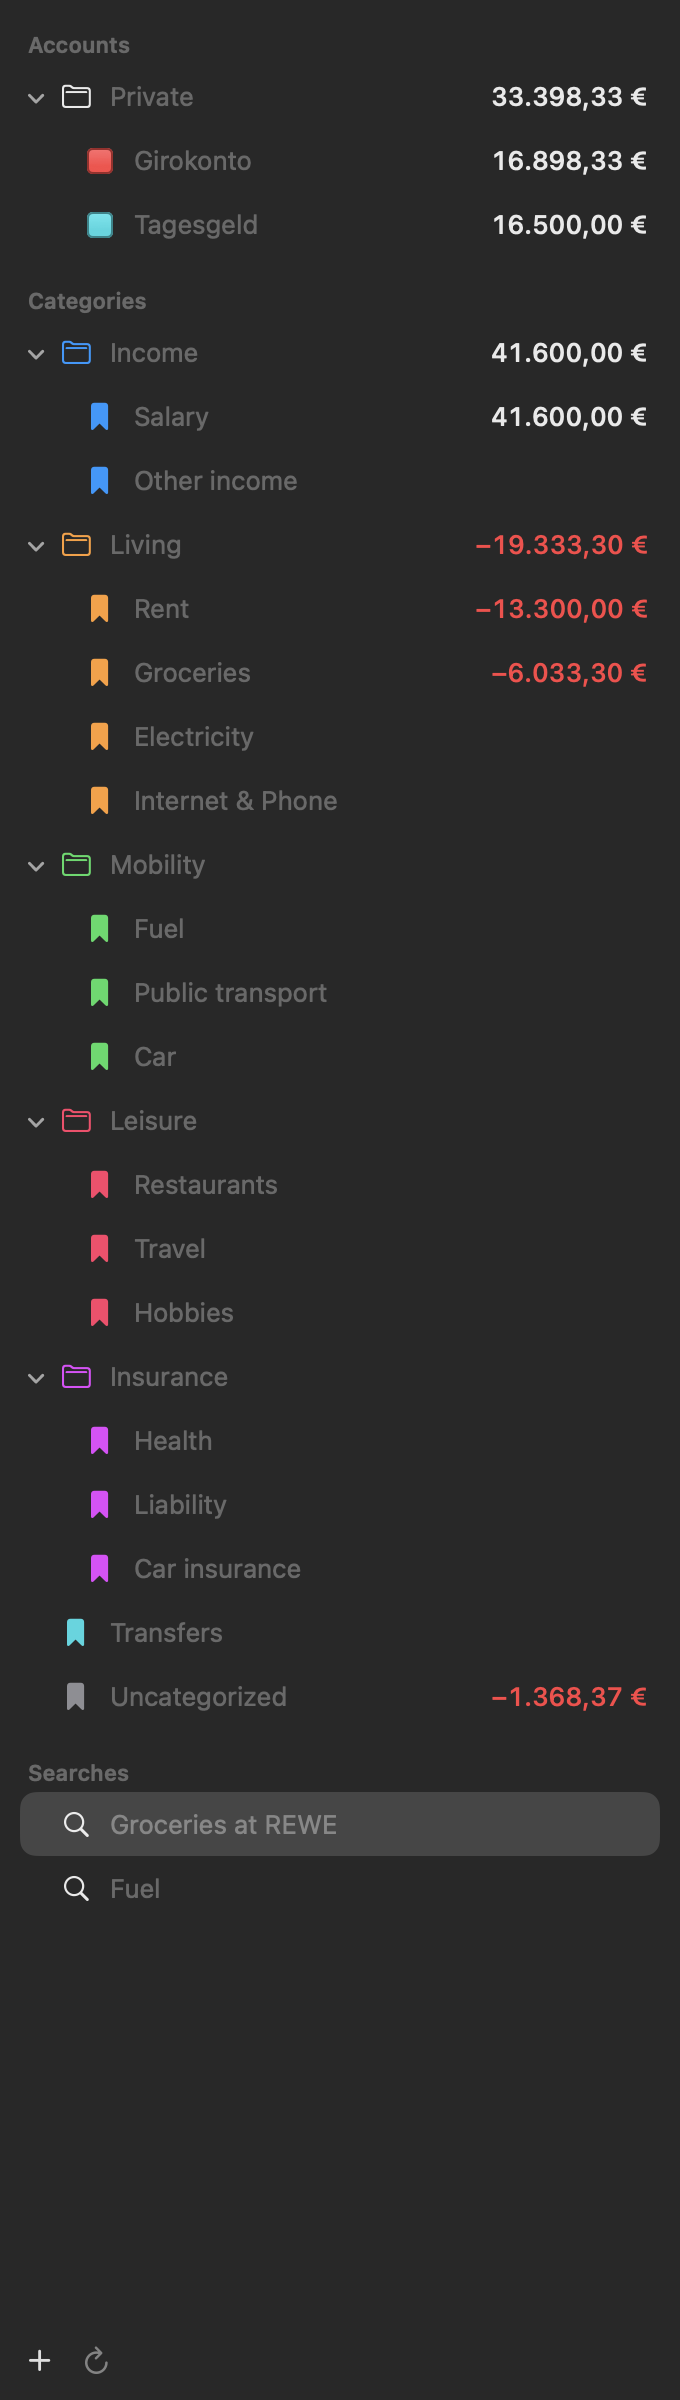 Accounts
Private 33.398,33 €
Girokonto 16.898,33 €
Tagesgeld 16.500,00 €
Categories
Income 41.600,00 €
Salary 41.600,00 €
Other income
Living –19.333,30 €
Rent –13.300,00 €
Groceries –6.033,30 €
Electricity
Internet & Phone
Mobility
Fuel
Public transport
Car
Leisure
Restaurants
Travel
Hobbies
Insurance
Health
Liability
Car insurance
Transfers
Uncategorized –1.368,37 €
Searches
Groceries at REWE
Fuel